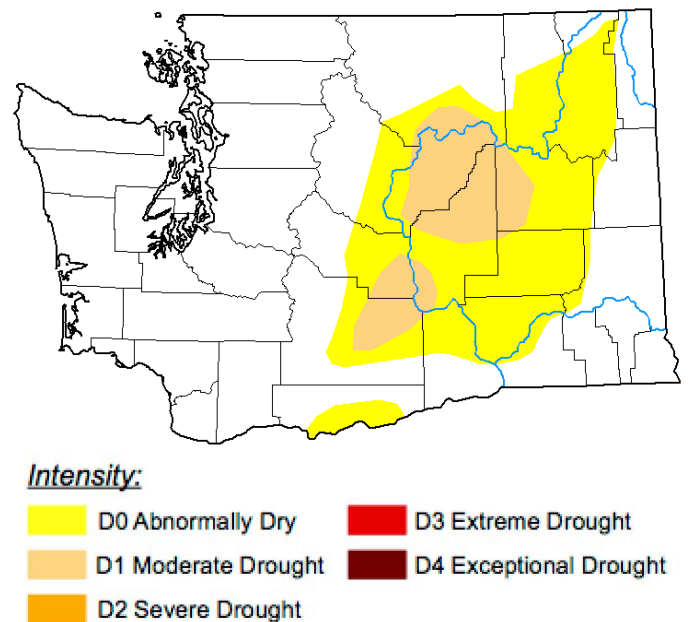 Intensity:
D0 Abnormally Dry
D1 Moderate Drought
D2 Severe Drought
D3 Extreme Drought
D4 Exceptional Drought